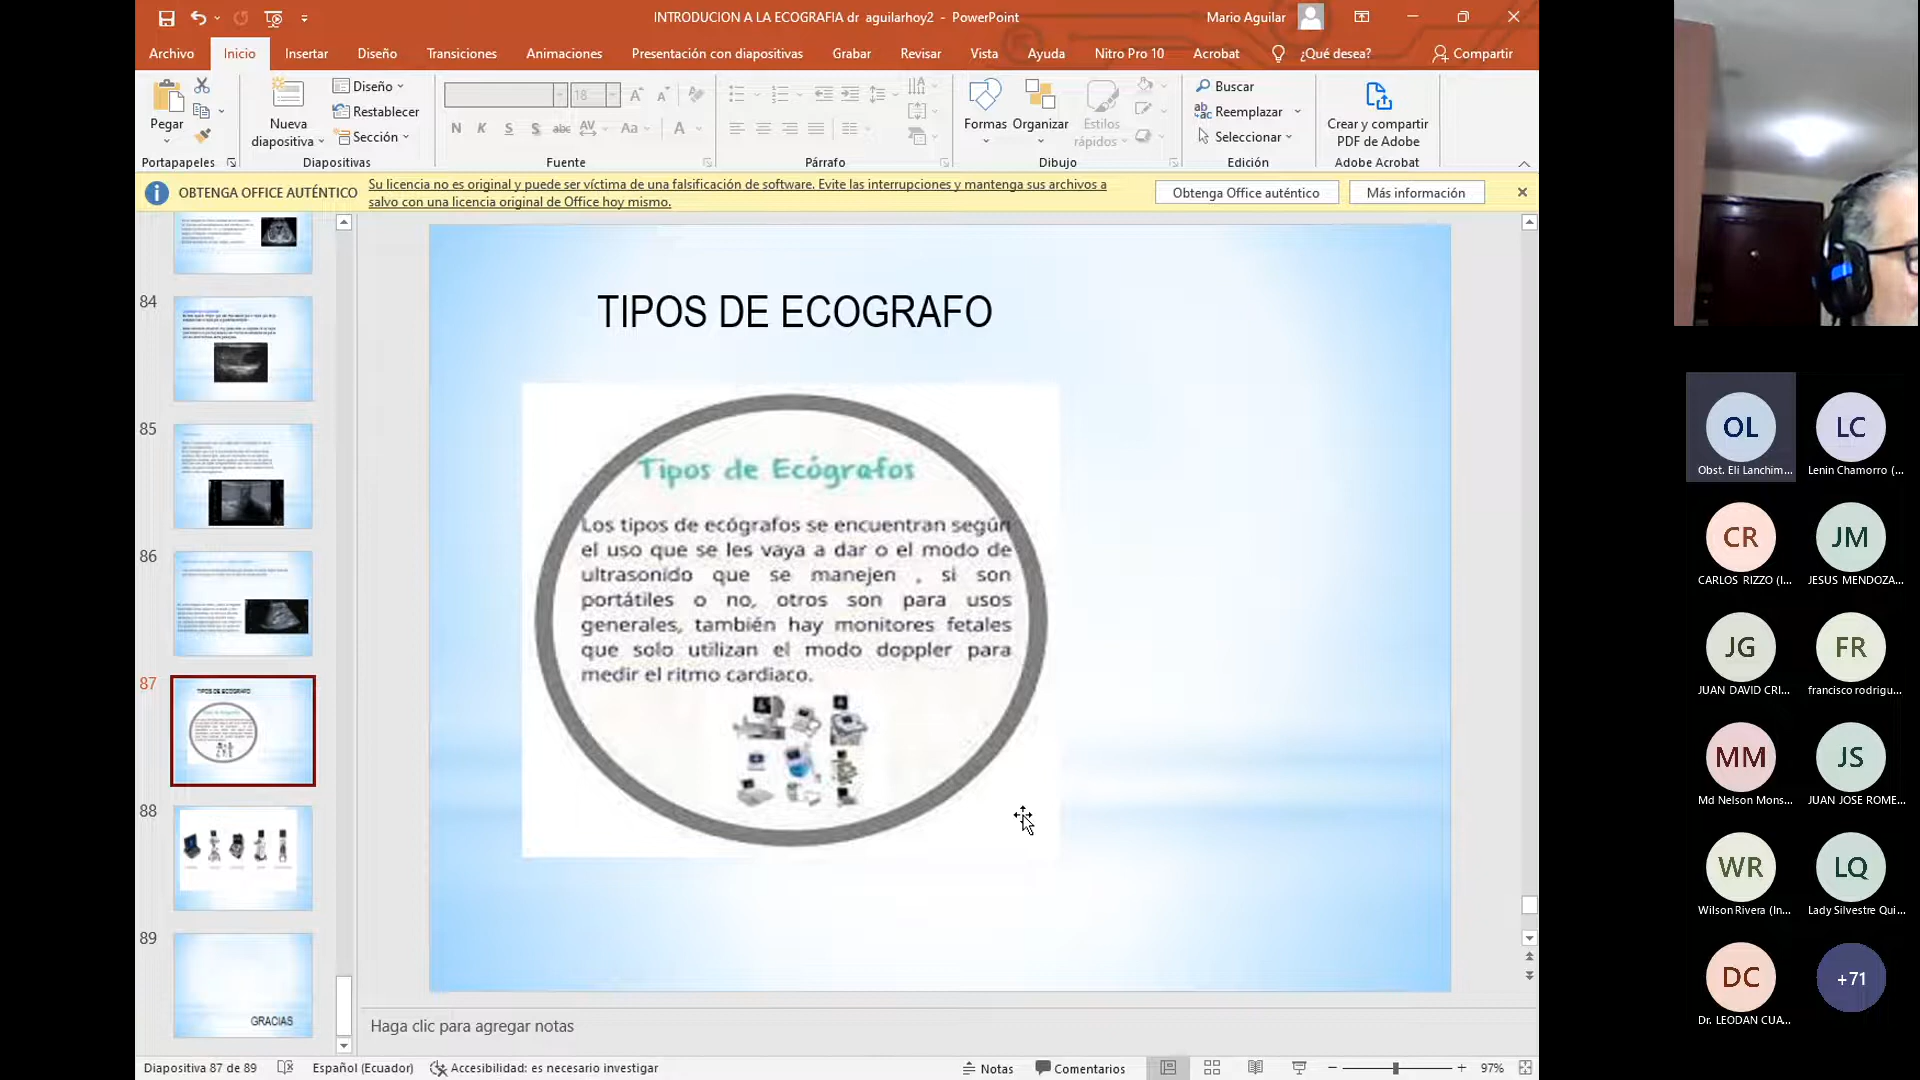 INTRODUCION A LA ECOGRAFIA dr aguilarhoy2 - PowerPoint
Mario Aguilar
Archivo Inicio Insertar Diseño Transiciones Animaciones Presentación con diapositivas Grabar Revisar Vista Ayuda Nitro Pro 10 Acrobat ¿Qué desea? Compartir
Pegar
Nueva diapositiva
Diseño
Restablecer
Sección
18
N K S S abc AV Aa A
Formas
Organizar
Estilos rápidos
Buscar
Reemplazar
Seleccionar
Crear y compartir
PDF de Adobe
Portapapeles Diapositivas Fuente Párrafo Dibujo Edición Adobe Acrobat
OBTENGA OFFICE AUTÉNTICO
Su licencia no es original y puede ser víctima de una falsificación de software. Evite las interrupciones y mantenga sus archivos a
salvo con una licencia original de Office hoy mismo.
Obtenga Office auténtico
Más información
84
85
86
87
TIPOS DE ECOGRAFO
88
89
GRACIAS
TIPOS DE ECOGRAFO
Tipos de Ecógrafos
Los tipos de ecógrafos se encuentran según
el uso que se les vaya a dar o el modo de
ultrasonido que se manejen , si son
portátiles o no, otros son para usos
generales, también hay monitores fetales
que solo utilizan el modo doppler para
medir el ritmo cardiaco.
Haga clic para agregar notas
Diapositiva 87 de 89
Español (Ecuador)
Accesibilidad: es necesario investigar
Notas
Comentarios
97%
OL
Obst. Eli Lanchim...
LC
Lenin Chamorro (...
CR
CARLOS RIZZO (I...
JM
JESUS MENDOZA...
JG
JUAN DAVID CRI...
FR
francisco rodrigu...
MM
Md Nelson Mons...
JS
JUAN JOSE ROME...
WR
Wilson Rivera (In...
LQ
Lady Silvestre Qui...
DC
Dr. LEODAN CUA...
+71